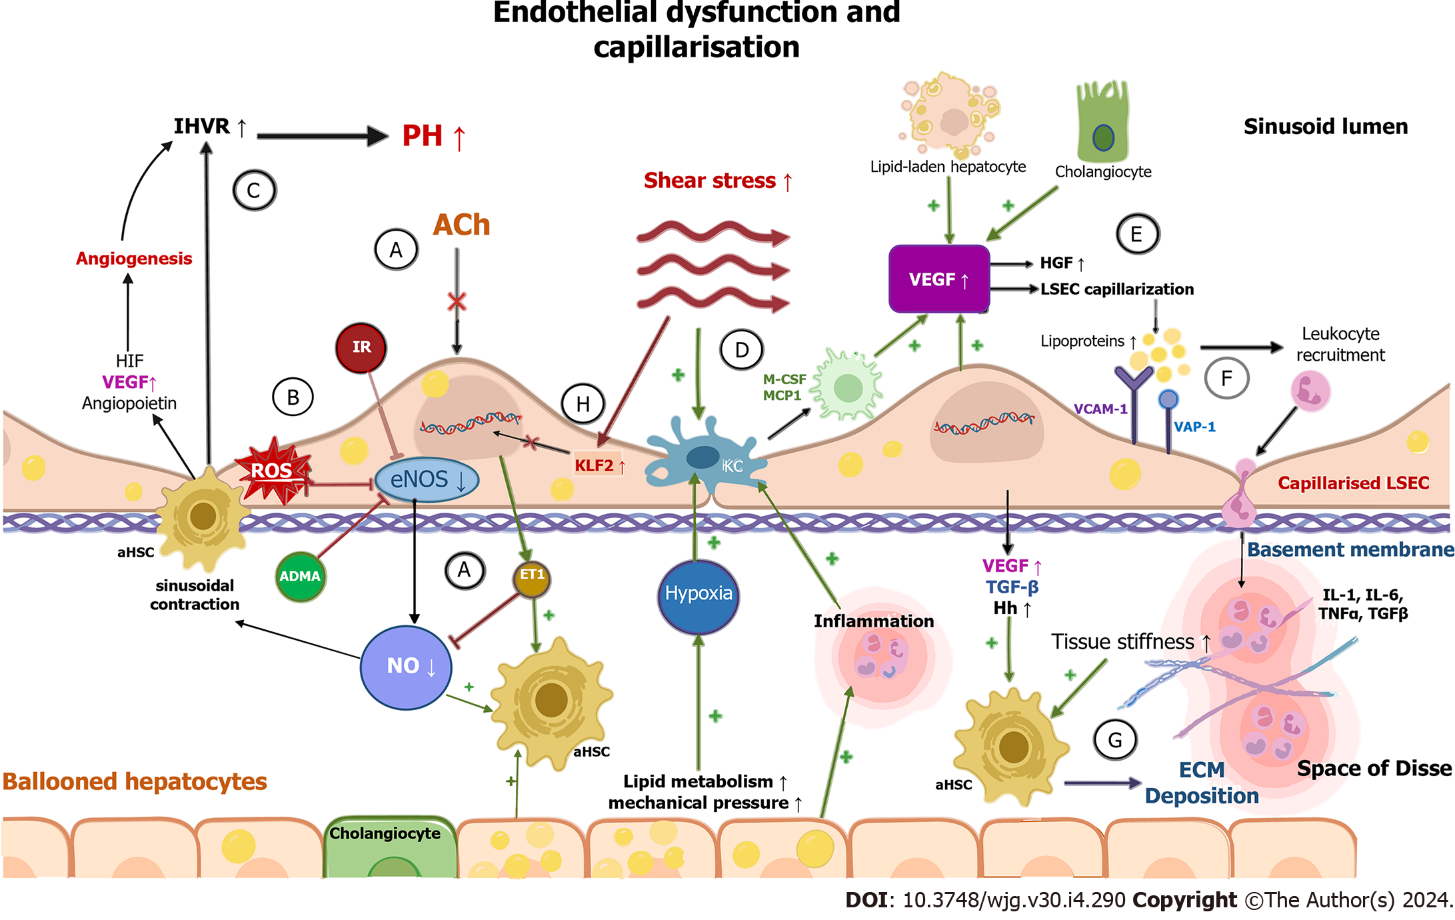 Endothelial dysfunction and
capillarisation
IHVR ↑
PH ↑
C
Sinusoid lumen
Lipid-laden hepatocyte
Cholangiocyte
Shear stress ↑
ACh
A
Angiogenesis
E
VEGF ↑
HGF ↑
LSEC capillarization
IR
D
Lipoproteins ↑
Leukocyte
recruitment
F
HIF
VEGF↑
Angiopoietin
B
H
M-CSF
MCP1
VCAM-1
VAP-1
ROS
eNOS ↓
KLF2 ↑
KC
Capillarised LSEC
aHSC
Basement membrane
sinusoidal
contraction
ADMA
A
ET1
Hypoxia
VEGF ↑
TGF-β
Hh ↑
IL-1, IL-6,
TNFα, TGFβ
Inflammation
Tissue stiffness ↑
NO ↓
aHSC
G
Ballooned hepatocytes
Lipid metabolism ↑
mechanical pressure ↑
aHSC
ECM
Deposition
Space of Disse
Cholangiocyte
DOI: 10.3748/wjg.v30.i4.290 Copyright ©The Author(s) 2024.